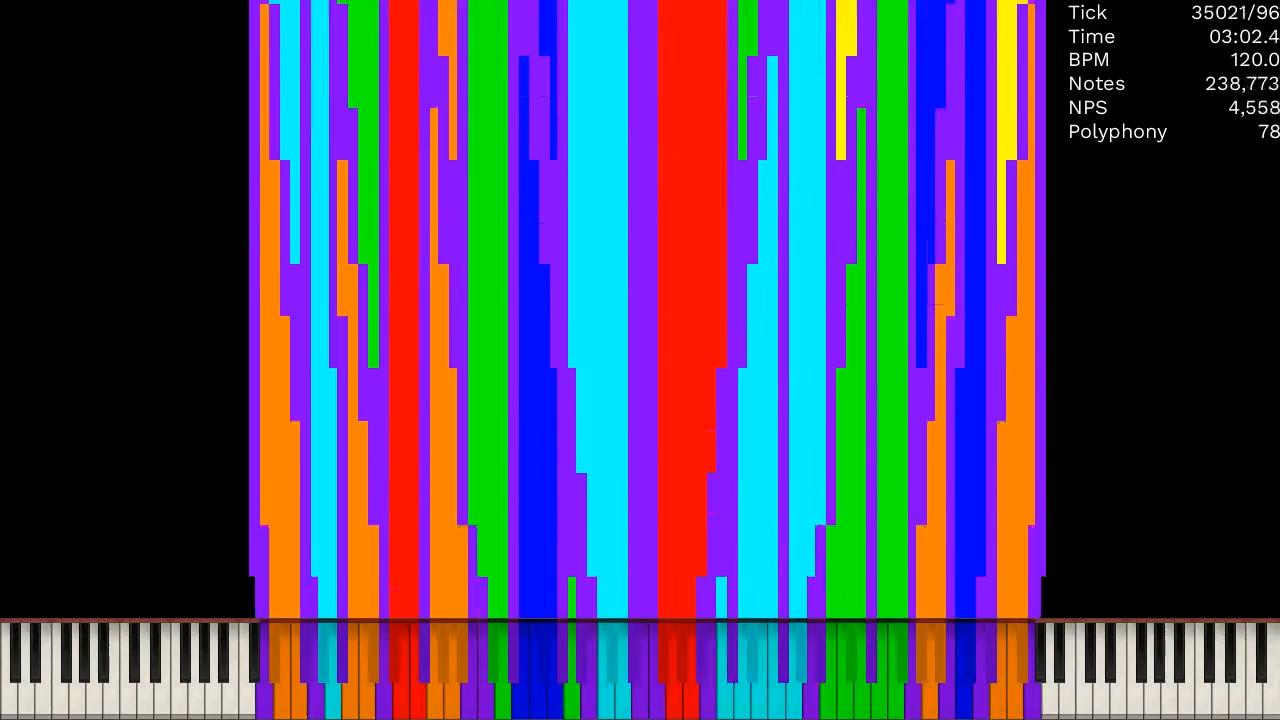 Tick 35021/96
Time 03:02.4
BPM 120.0
Notes 238,773
NPS 4,558
Polyphony 78